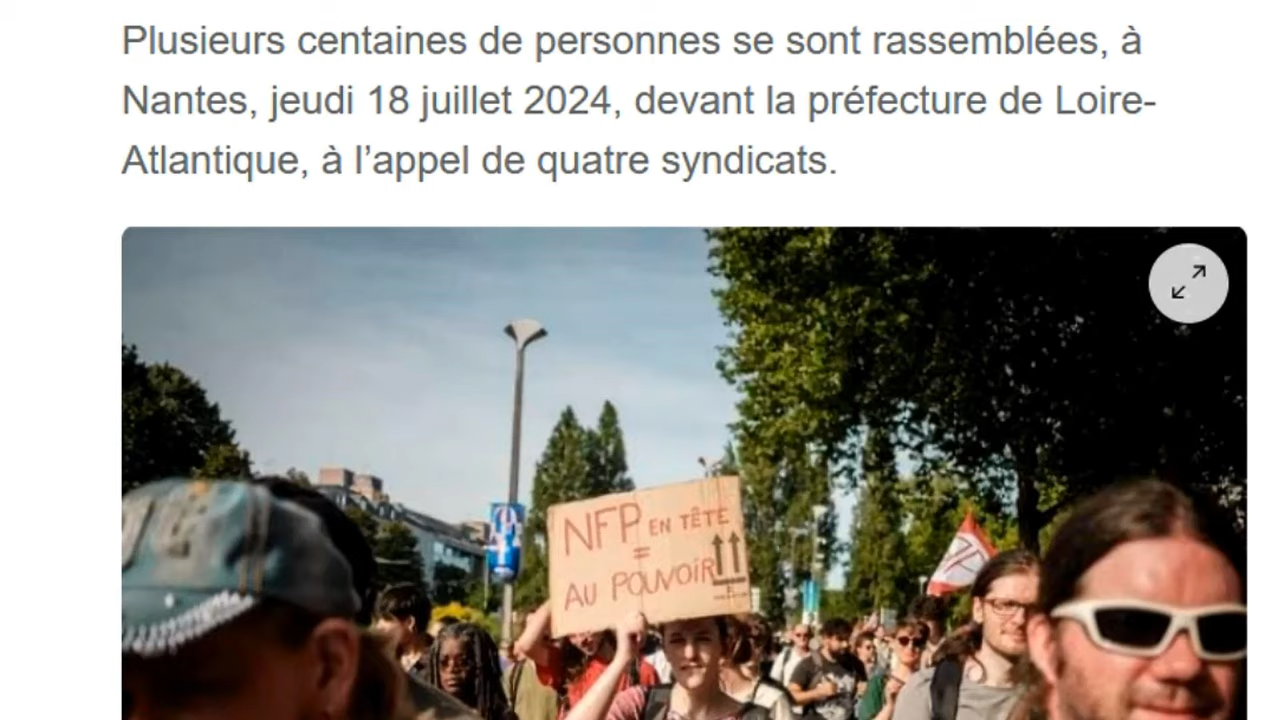 Plusieurs centaines de personnes se sont rassemblées, à
Nantes, jeudi 18 juillet 2024, devant la préfecture de Loire-
Atlantique, à l’appel de quatre syndicats.
NFP EN TÊTE
=
AU POUVOIR